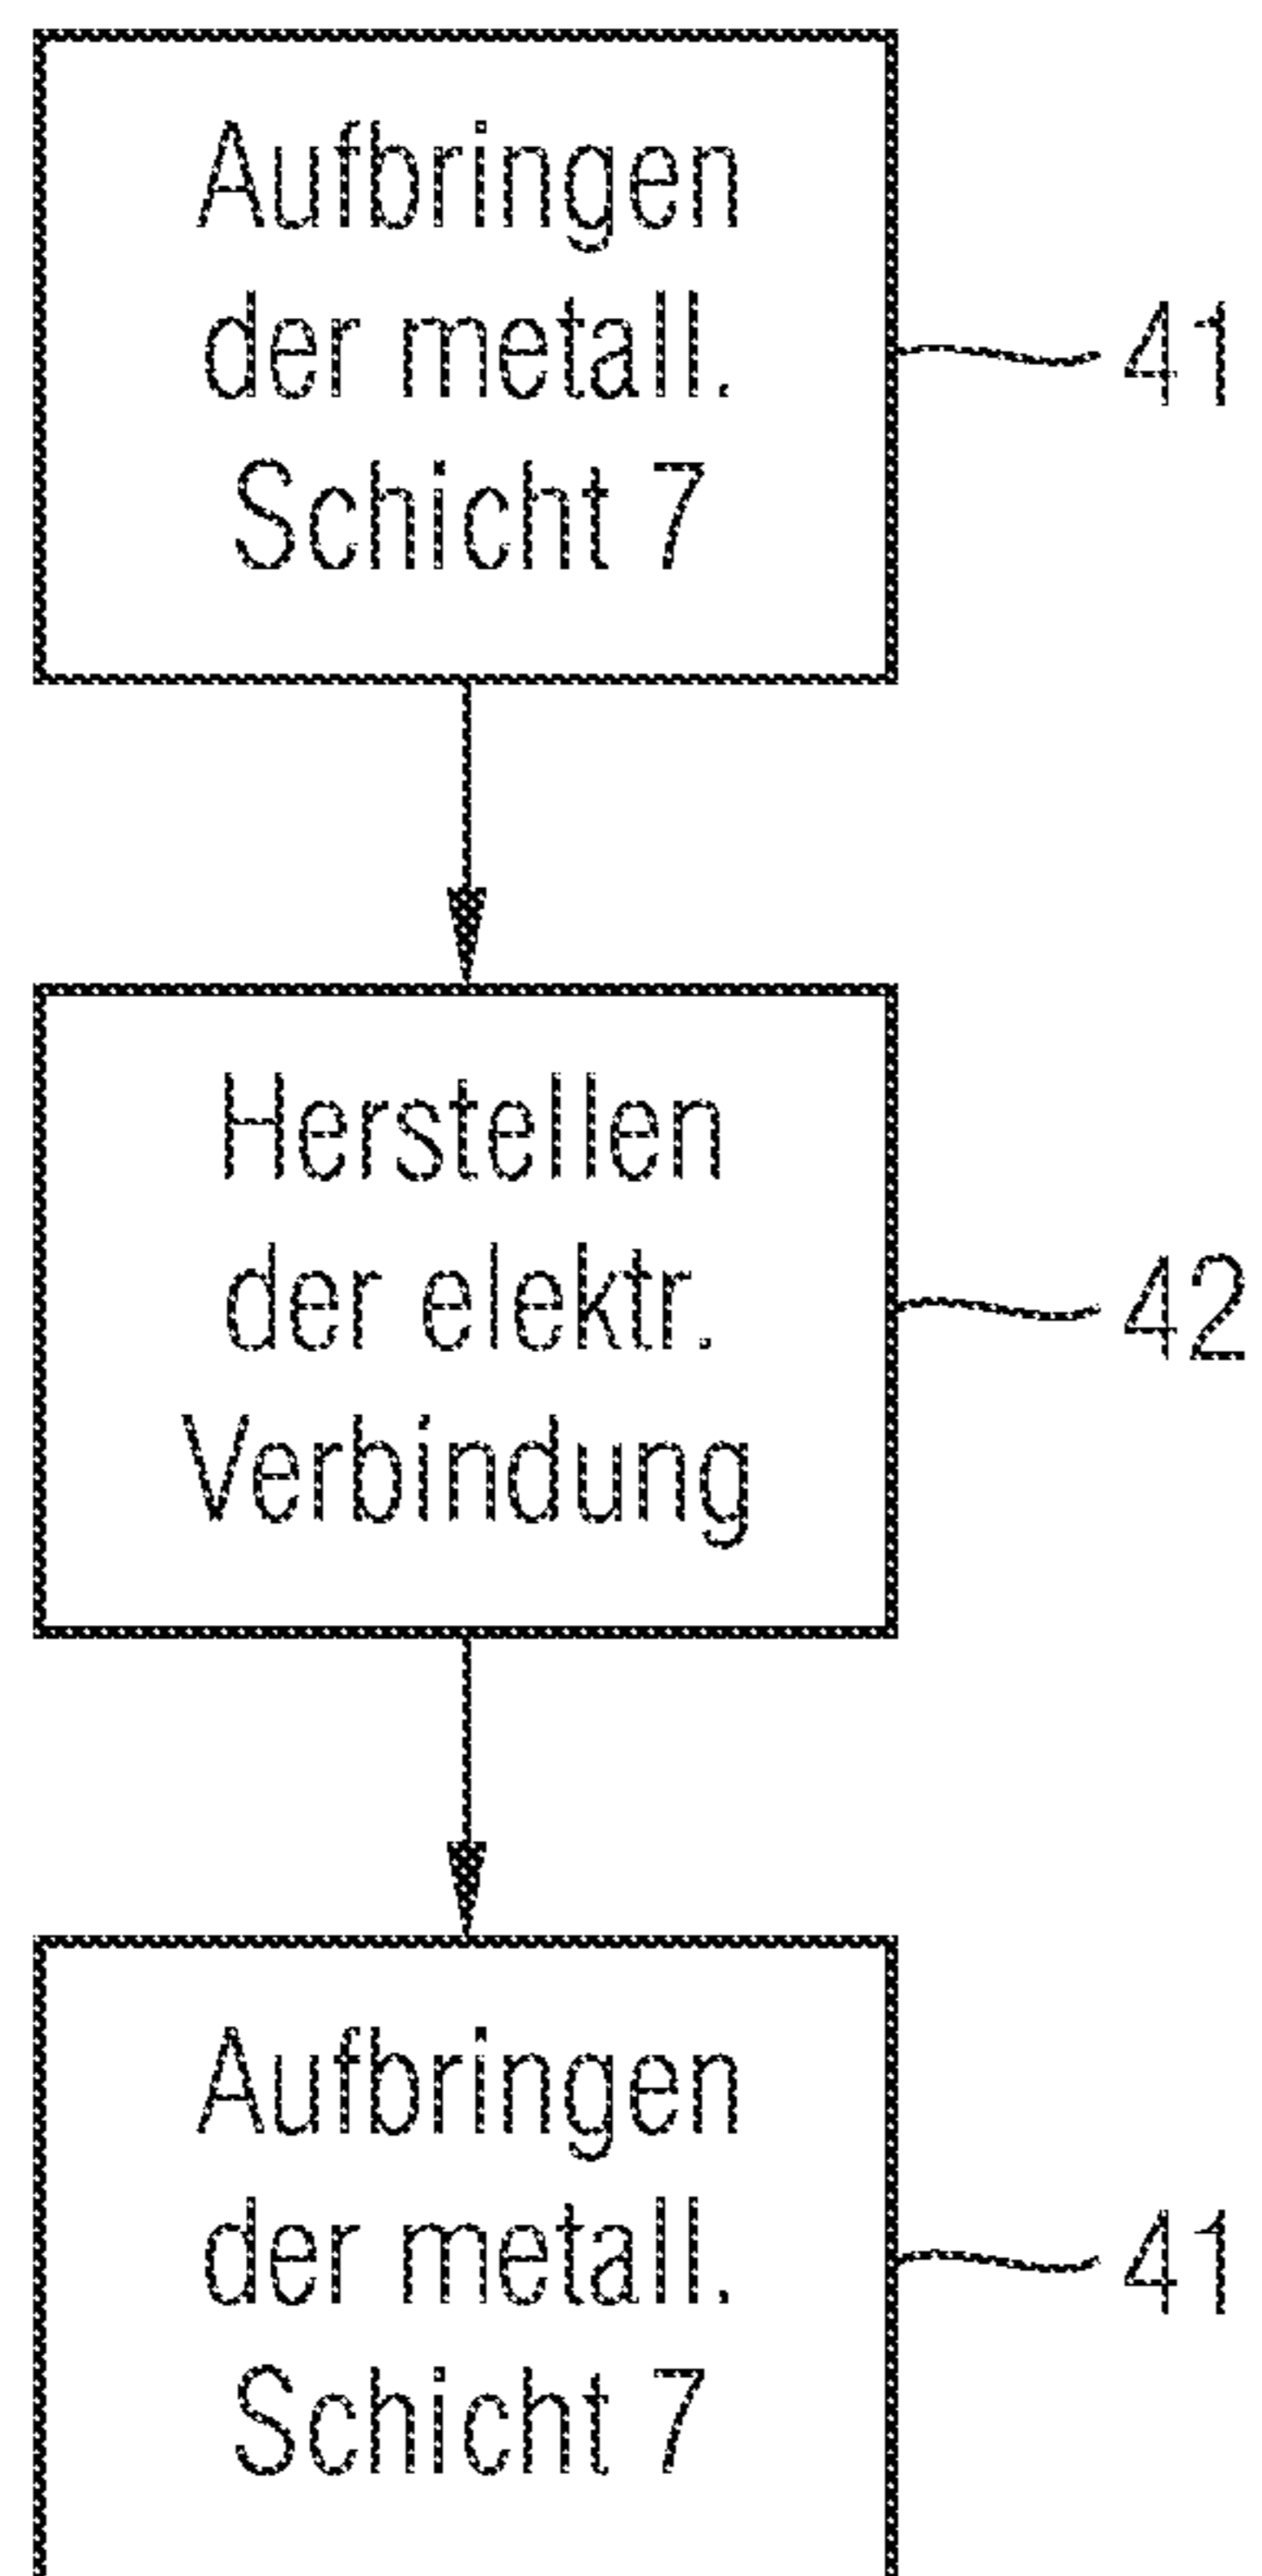 Aufbringen
der metall.
Schicht 7
41
Herstellen
der elektr.
Verbindung
42
Aufbringen
der metall.
Schicht 7
41